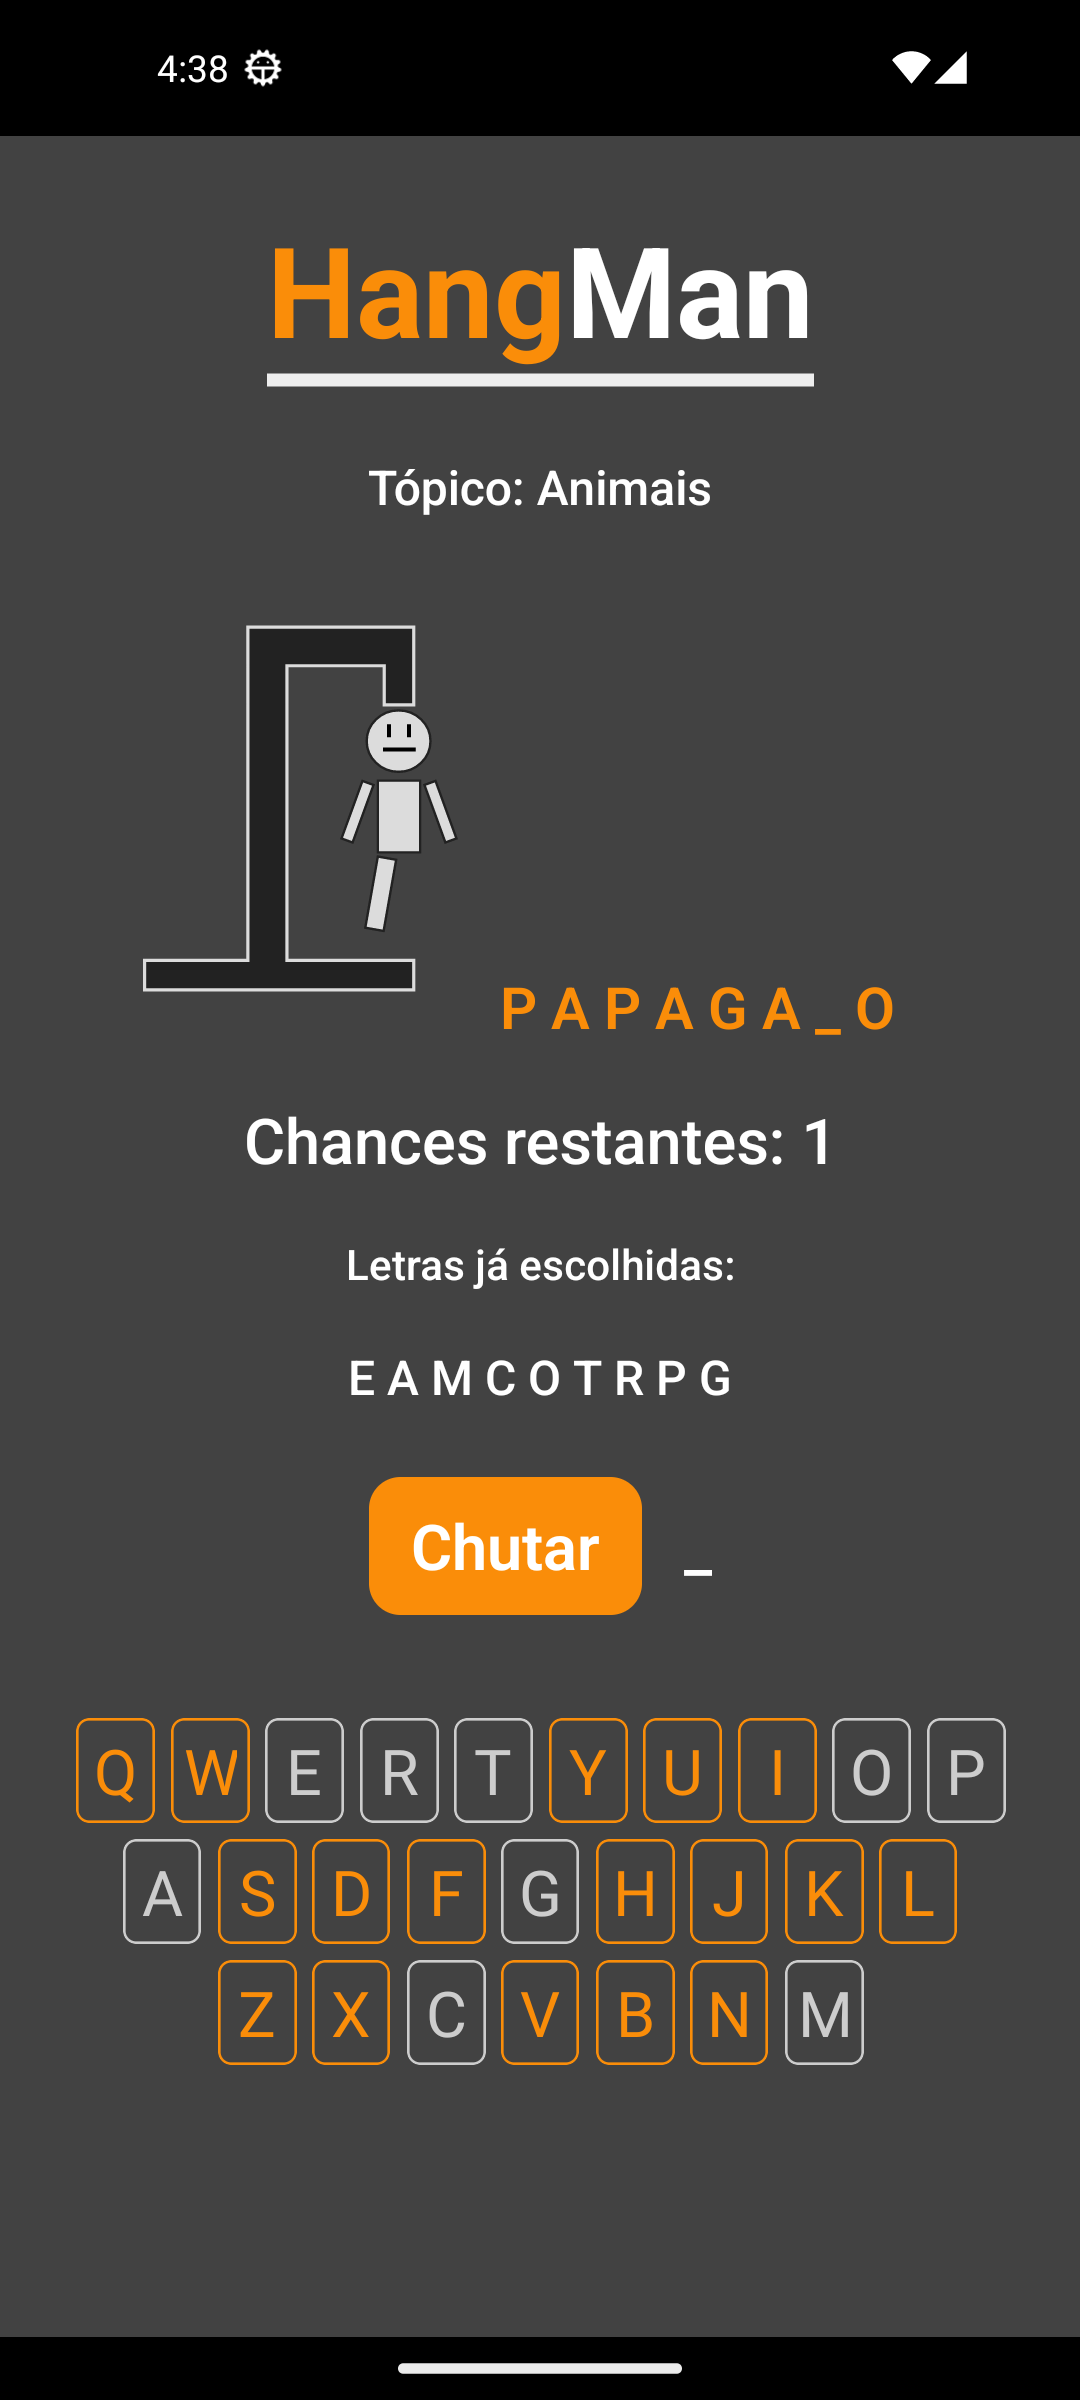 4:38
HangMan
Tópico: Animais
P A P A G A _ O
Chances restantes: 1
Letras já escolhidas:
E A M C O T R P G
Chutar _
Q W E R T Y U I O P
A S D F G H J K L
Z X C V B N M